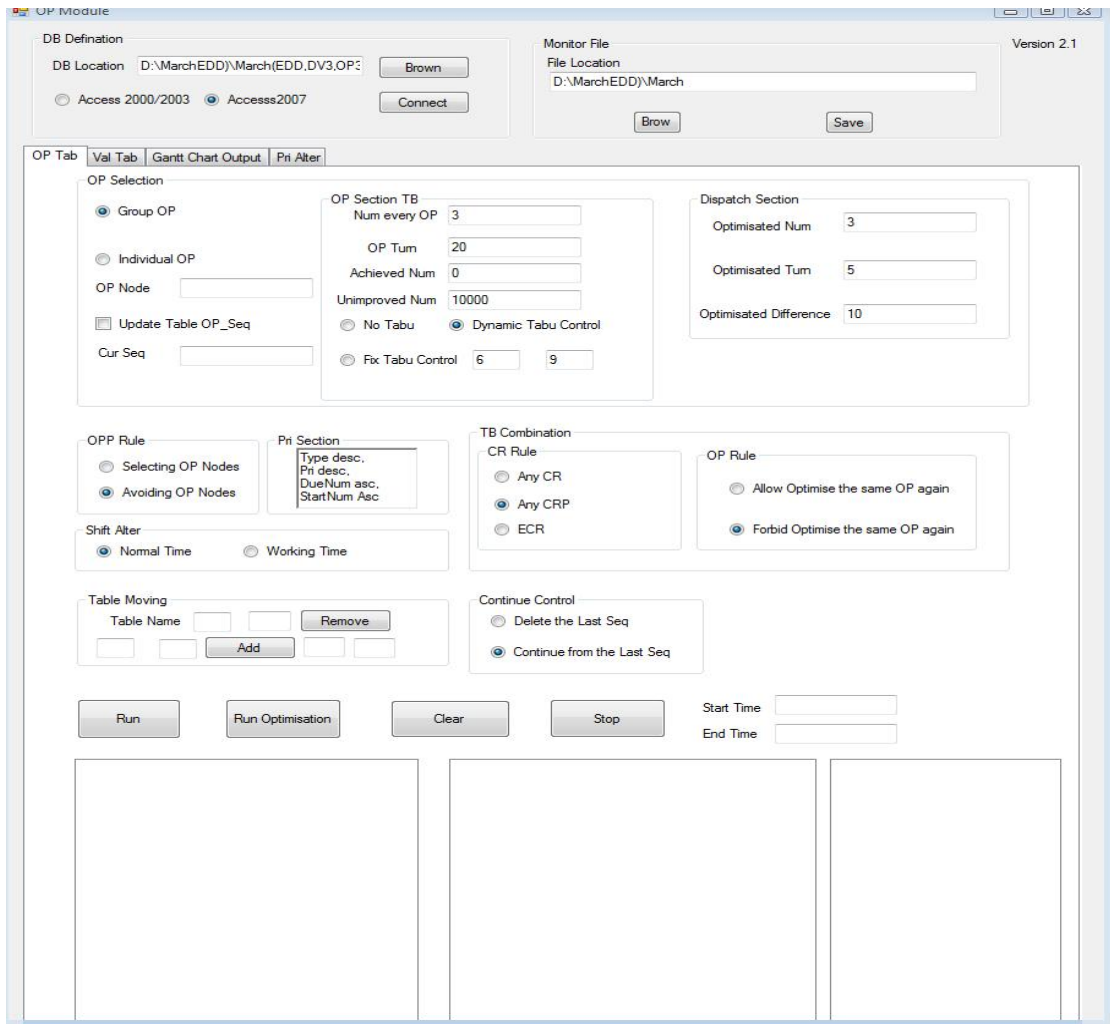 OP Module
DB Defination
DB Location D:\MarchEDD)\March(EDD,DV3,OP3 Brown
Access 2000/2003 Accesss2007 Connect
Monitor File
File Location
D:\MarchEDD)\March
Brow Save
Version 2.1
OP Tab Val Tab Gantt Chart Output Pri Alter
OP Selection
Group OP
Individual OP
OP Node
Update Table OP_Seq
Cur Seq
OP Section TB
Num every OP 3
OP Turn 20
Achieved Num 0
Unimproved Num 10000
No Tabu Dynamic Tabu Control
Fix Tabu Control 6 9
Dispatch Section
Optimisated Num 3
Optimisated Turn 5
Optimisated Difference 10
OPP Rule
Selecting OP Nodes
Avoiding OP Nodes
Pri Section
Type desc,
Pri desc,
DueNum asc,
StartNum Asc
TB Combination
CR Rule
Any CR
Any CRP
ECR
OP Rule
Allow Optimise the same OP again
Forbid Optimise the same OP again
Shift Alter
Normal Time Working Time
Table Moving
Table Name Remove
Add
Continue Control
Delete the Last Seq
Continue from the Last Seq
Run Run Optimisation Clear Stop
Start Time
End Time